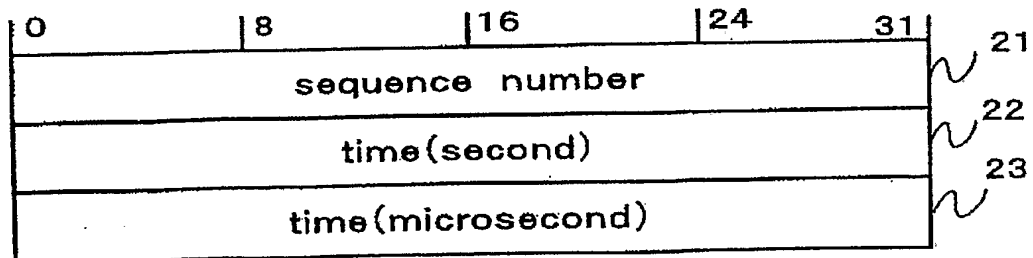 0 8 16 24 31
sequence number 21
time(second) 22
time(microsecond) 23